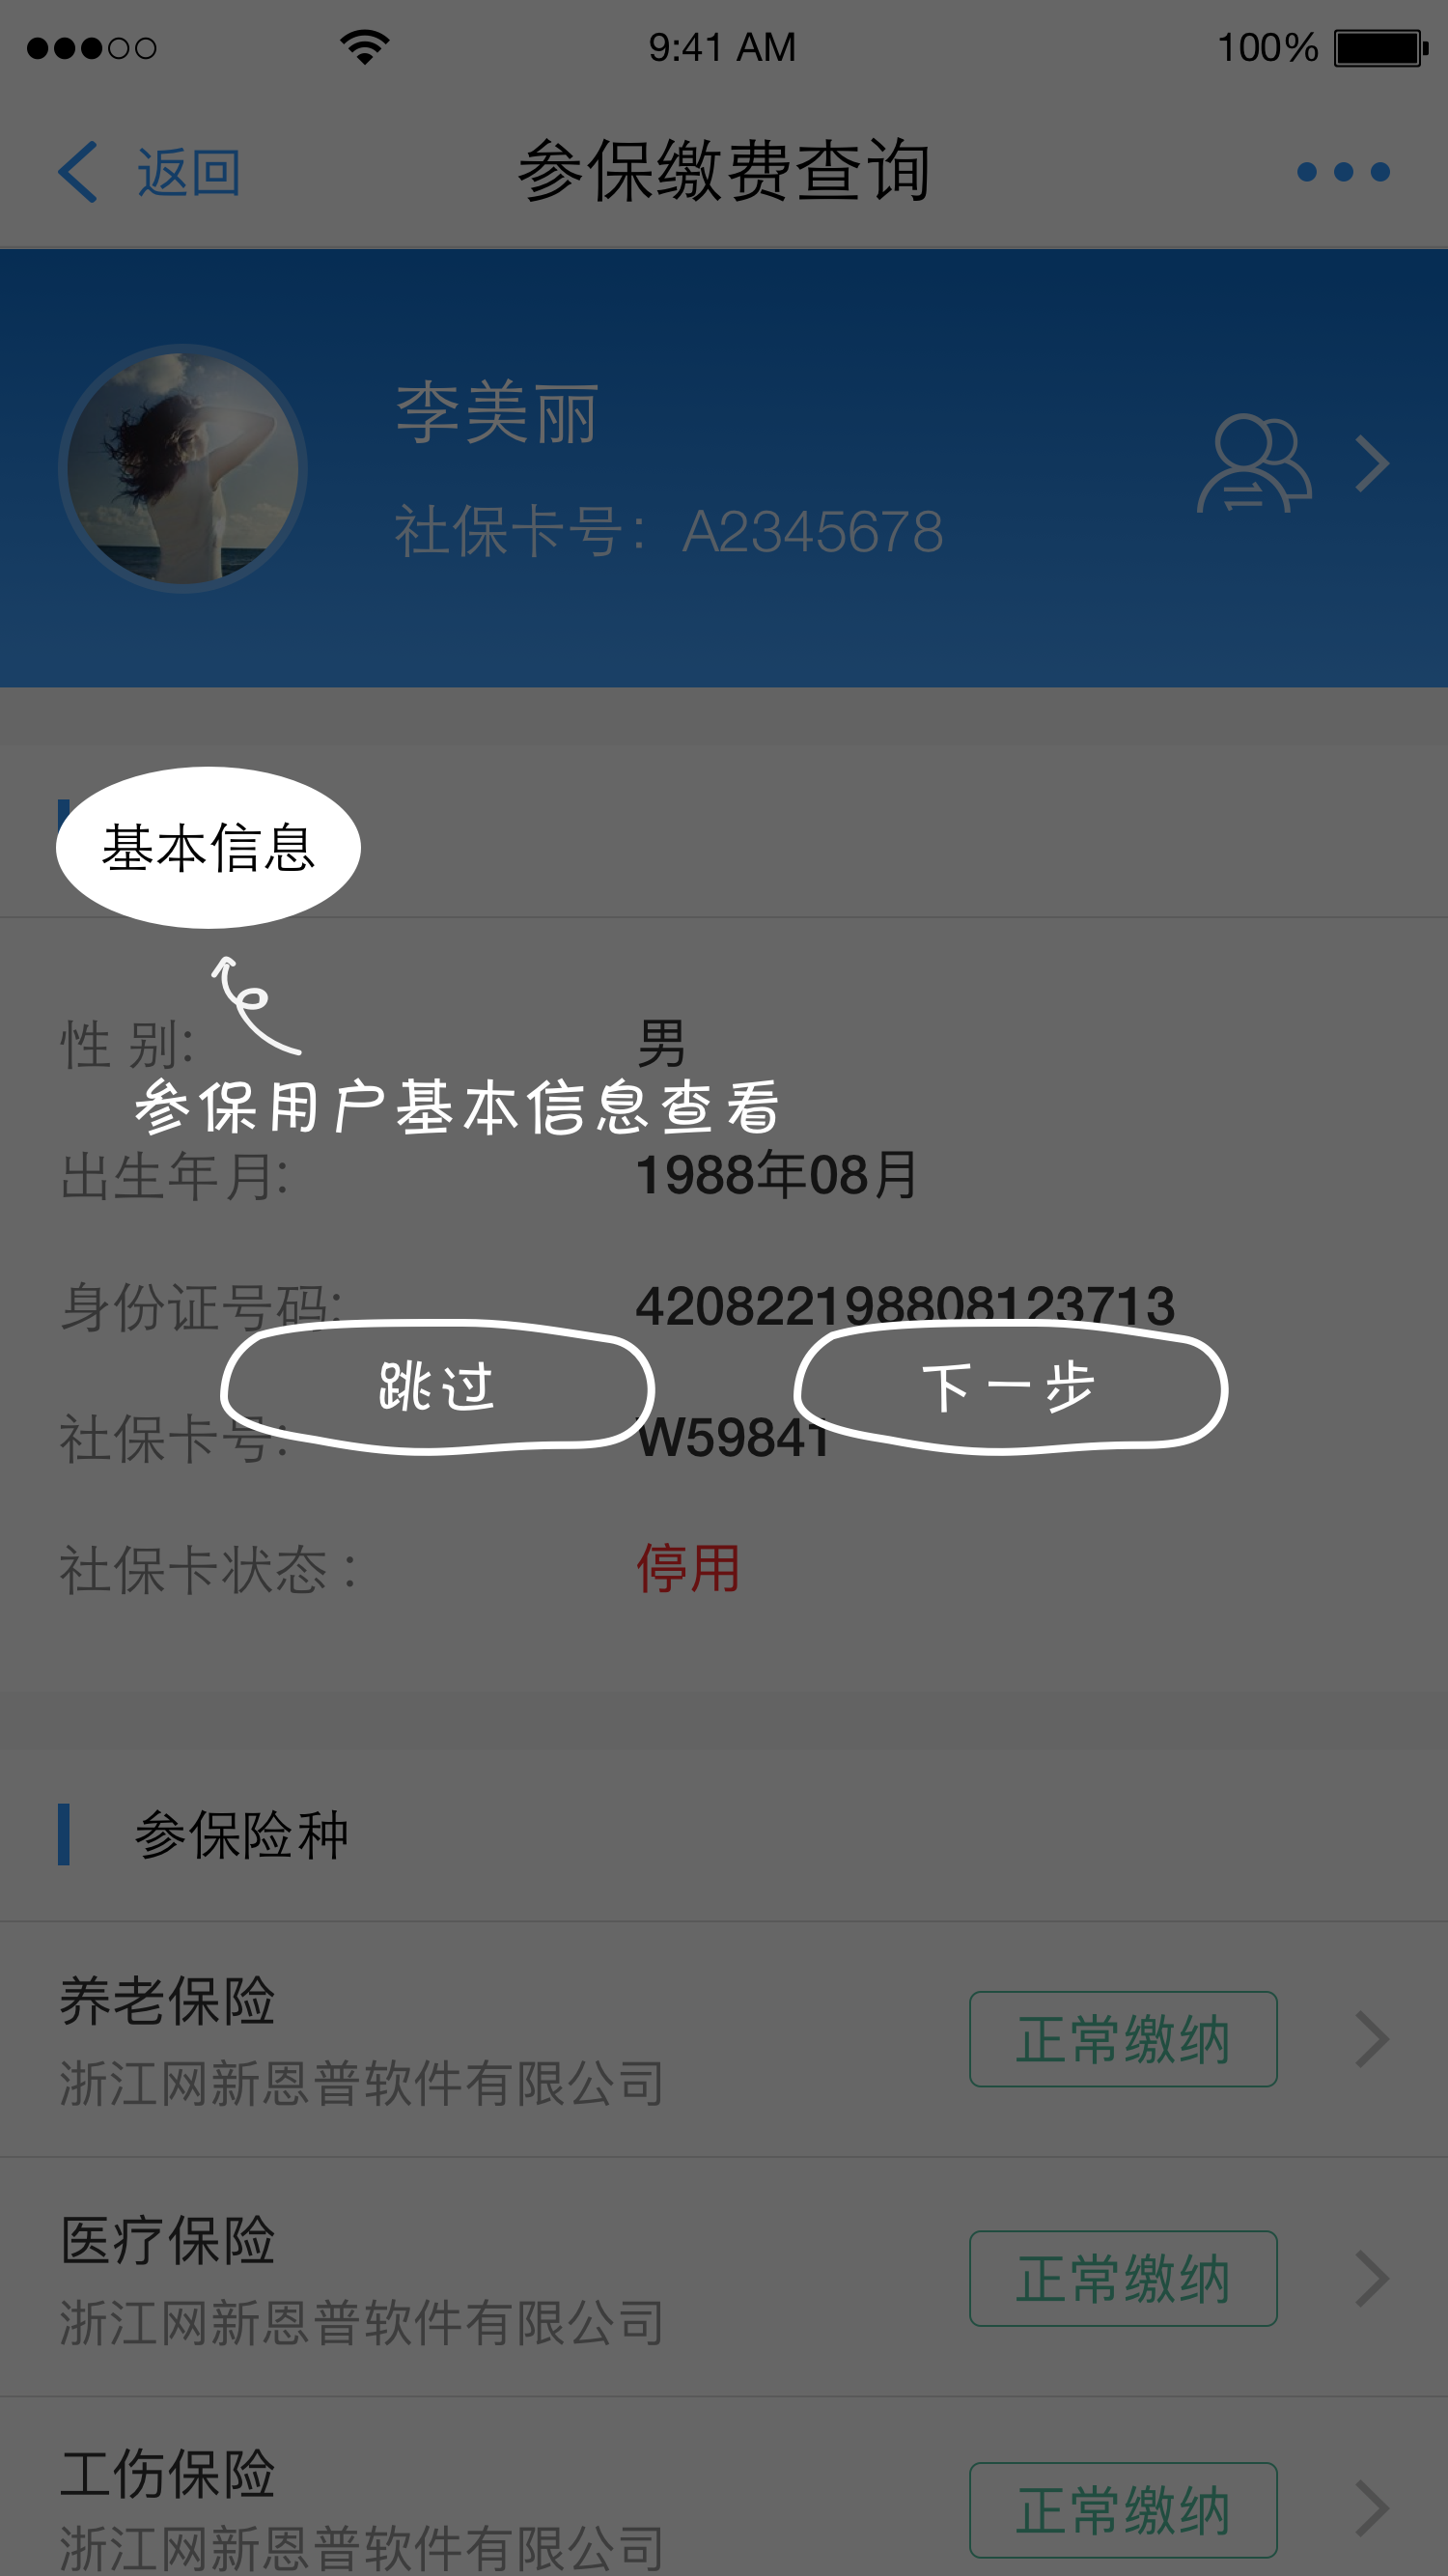 9:41 AM 100%
返回 参保缴费查询
李美丽
社保卡号：A2345678
基本信息
性 别: 男
参保用户基本信息查看
出生年月: 1988年08月
身份证号码: 420822198808123713
跳过 下一步
社保卡号: W59841
社保卡状态 : 停用
参保险种
养老保险
正常缴纳
浙江网新恩普软件有限公司
医疗保险
正常缴纳
浙江网新恩普软件有限公司
工伤保险
正常缴纳
浙江网新恩普软件有限公司